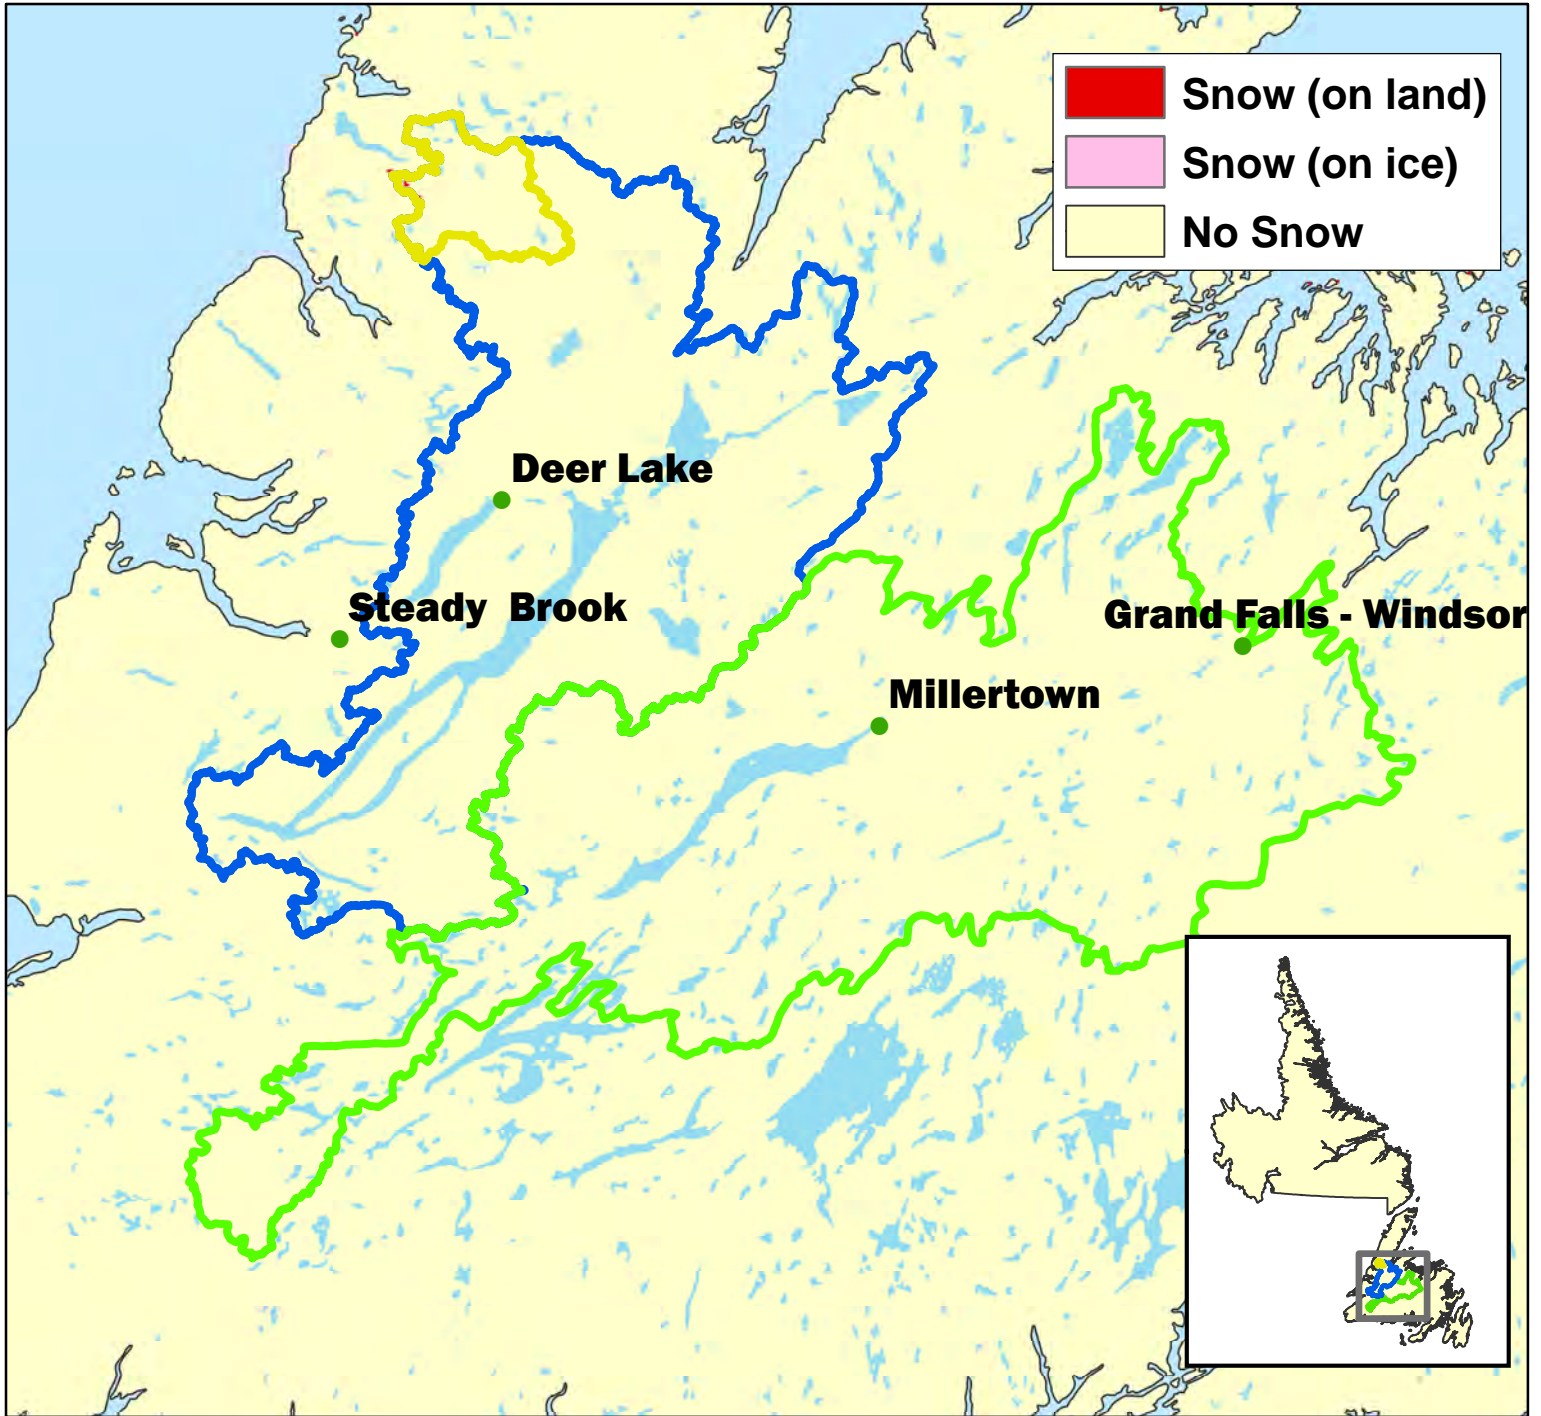 Snow (on land)
Snow (on ice)
No Snow
Deer Lake
Steady Brook
Grand Falls - Windsor
Millertown